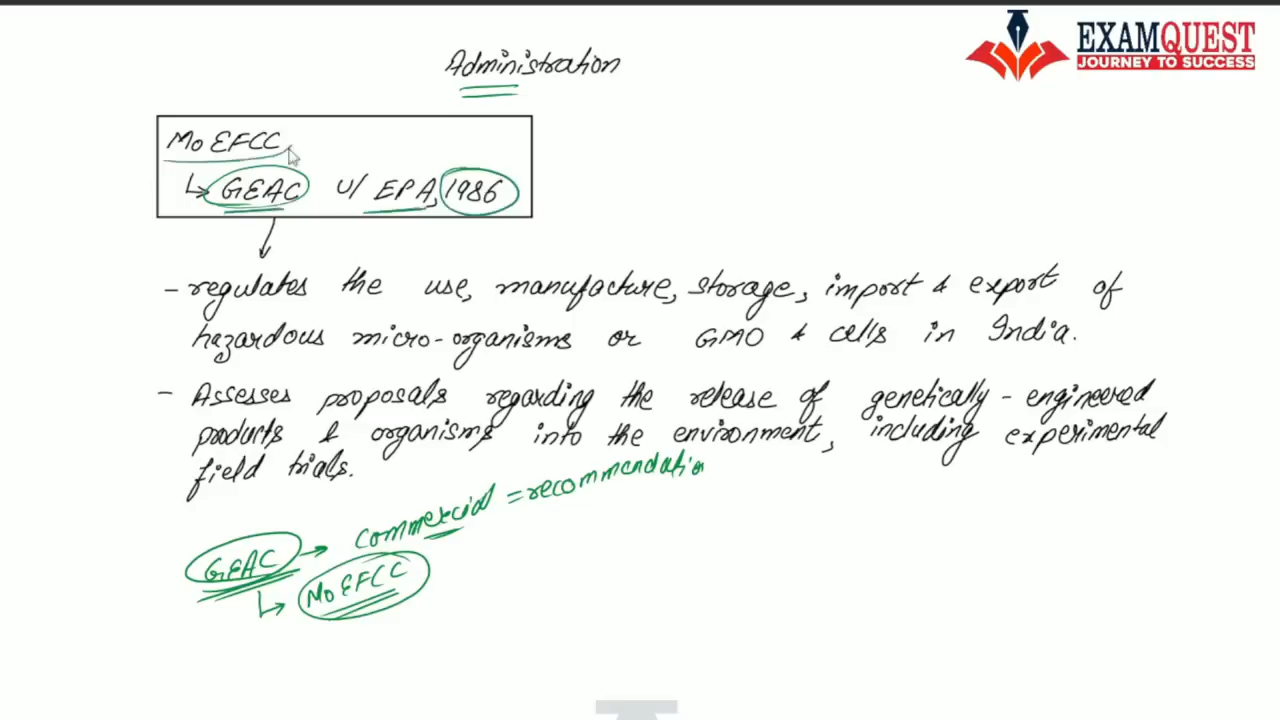 EXAMQUEST
JOURNEY TO SUCCESS
Administration
MoEFCC
↳ GEAC u/ EPA, 1986
- regulates the use, manufacture, storage, import & export of
hazardous micro-organisms or GMO & cells in India.
- Assesses proposals regarding the release of genetically-engineered
products & organisms into the environment, including experimental
field trials.
GEAC → commercial = recommendatio
↳ MoEFCC